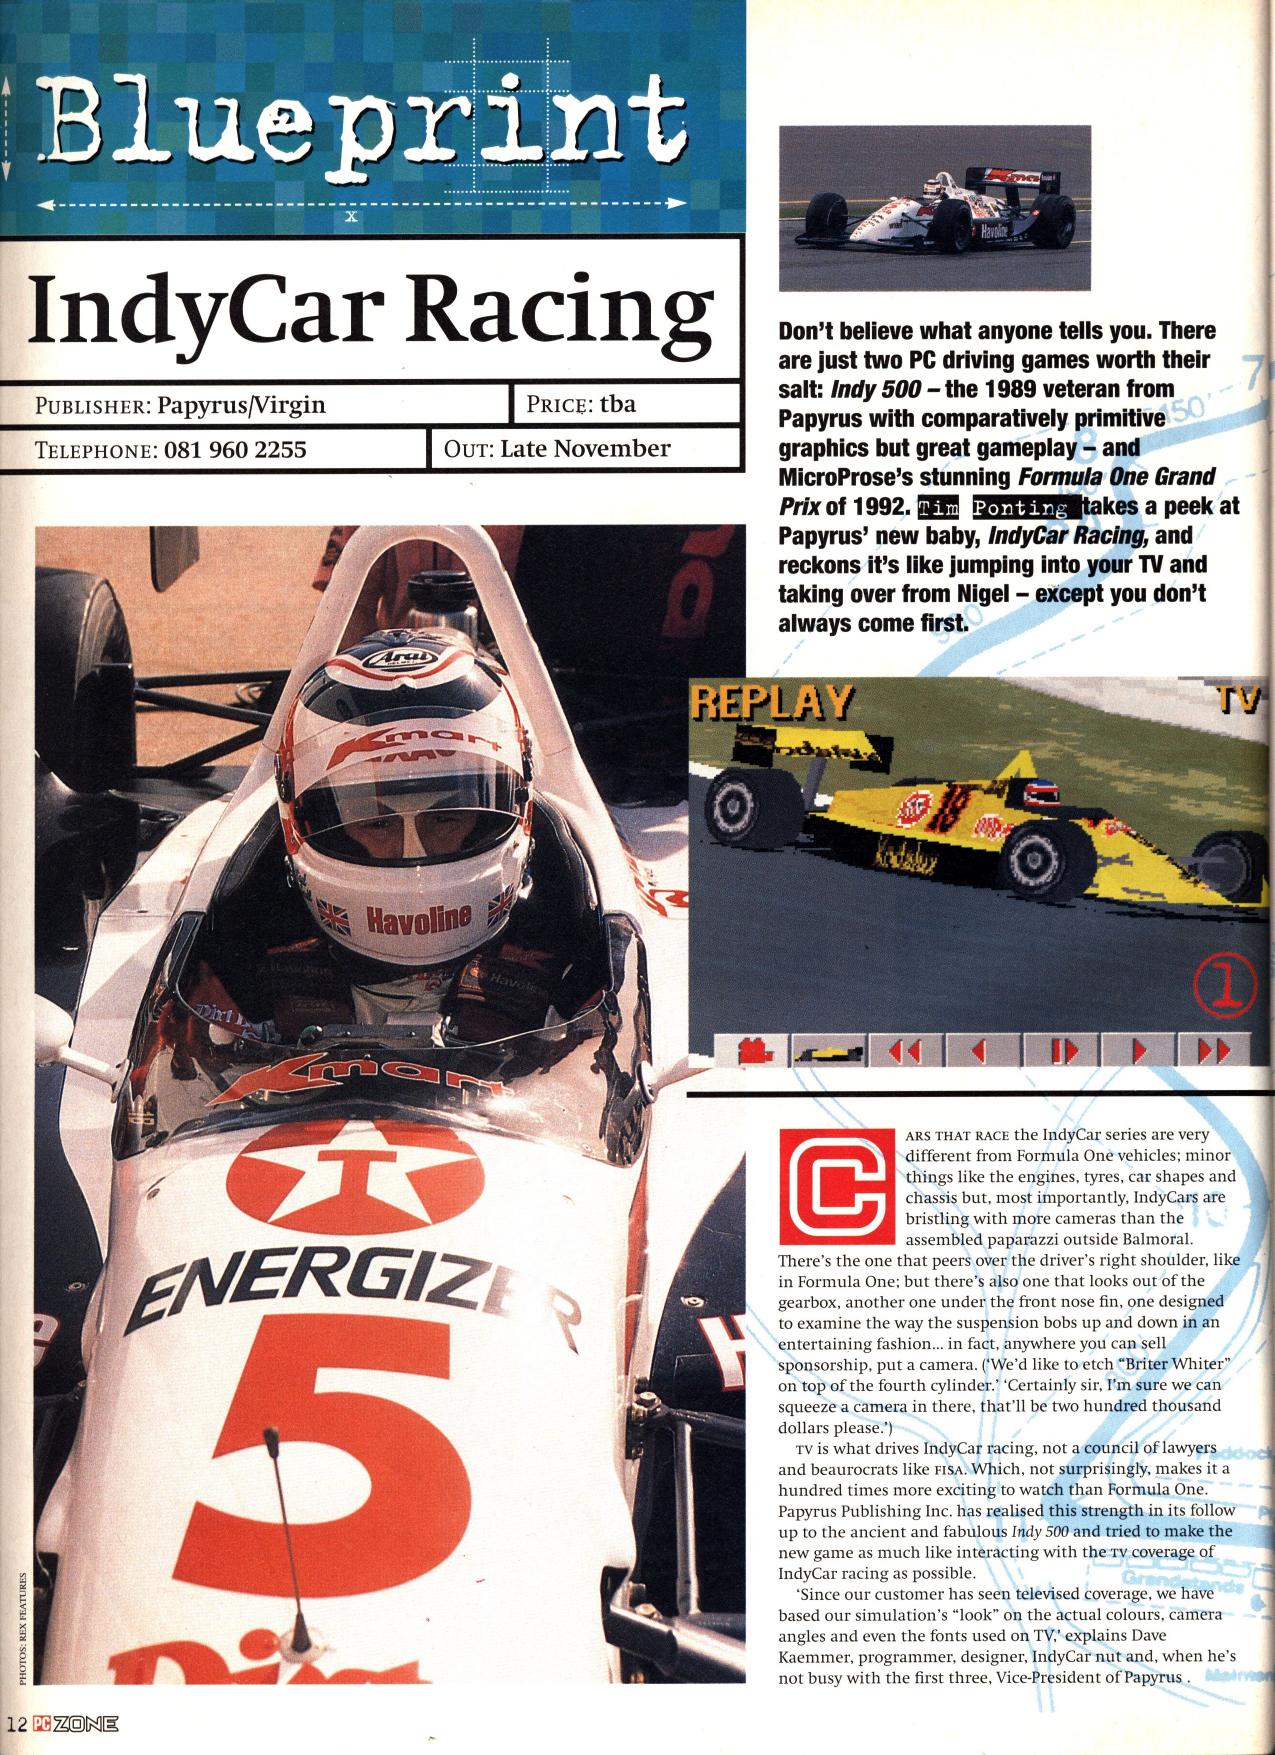 Blueprint
x
IndyCar Racing
PUBLISHER: Papyrus/Virgin
PRICE: tba
TELEPHONE: 081 960 2255
OUT: Late November
Kmart
Havoline
Don't believe what anyone tells you. There
are just two PC driving games worth their
salt: Indy 500 – the 1989 veteran from
Papyrus with comparatively primitive
graphics but great gameplay – and
MicroProse's stunning Formula One Grand
Prix of 1992. Tim Ponting takes a peek at
Papyrus' new baby, IndyCar Racing, and
reckons it's like jumping into your TV and
taking over from Nigel – except you don't
always come first.
7
150'
8
500
Arai
Kmart
Havoline
Kmart
T
ENERGIZER
5
Dirt
REPLAY
TV
STP
18
Kodalux
1
CARS THAT RACE the IndyCar series are very
different from Formula One vehicles; minor
things like the engines, tyres, car shapes and
chassis but, most importantly, IndyCars are
bristling with more cameras than the
assembled paparazzi outside Balmoral.
There's the one that peers over the driver's right shoulder, like
in Formula One; but there's also one that looks out of the
gearbox, another one under the front nose fin, one designed
to examine the way the suspension bobs up and down in an
entertaining fashion... in fact, anywhere you can sell
sponsorship, put a camera. ('We'd like to etch "Briter Whiter"
on top of the fourth cylinder.' 'Certainly sir, I'm sure we can
squeeze a camera in there, that'll be two hundred thousand
dollars please.')
TV is what drives IndyCar racing, not a council of lawyers
and beaurocrats like FISA. Which, not surprisingly, makes it a
hundred times more exciting to watch than Formula One.
Papyrus Publishing Inc. has realised this strength in its follow
up to the ancient and fabulous Indy 500 and tried to make the
new game as much like interacting with the TV coverage of
IndyCar racing as possible.
'Since our customer has seen televised coverage, we have
based our simulation's "look" on the actual colours, camera
angles and even the fonts used on TV,' explains Dave
Kaemmer, programmer, designer, IndyCar nut and, when he's
not busy with the first three, Vice-President of Papyrus .
10
Paddock
Grandstands
PHOTOS: REX FEATURES
12 PC ZONE